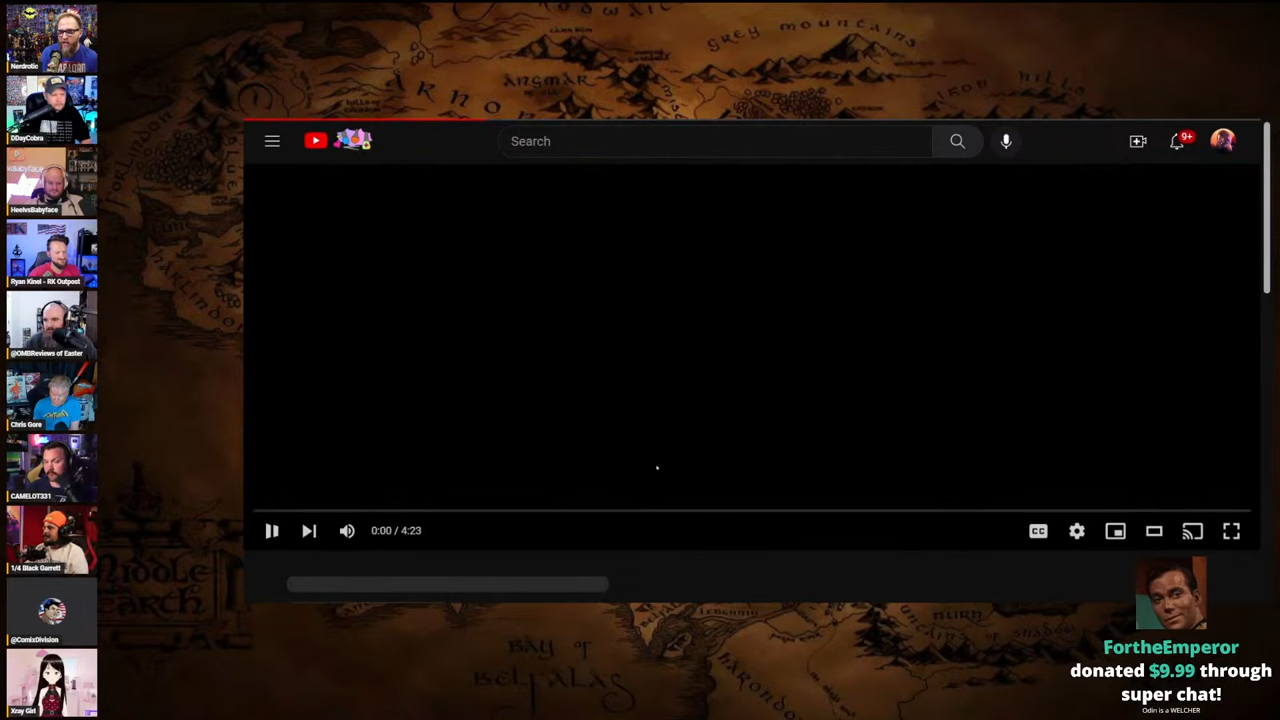 Nerdrotic
DDayCobra
HeelvsBabyface
Ryan Kinel - RK Outpost
@OMBReviews of Easter
Chris Gore
CAMELOT331
1/4 Black Garrett
@ComixDivision
Xray Girl
GREY MOUNTAINS
ANGMAR
ARNO
IRON HILLS
Search
9+
0:00 / 4:23
CC
MIDDLE
EARTH
BAY OF
BELFALAS
FortheEmperor
donated $9.99 through
super chat!
Odin is a WELCHER